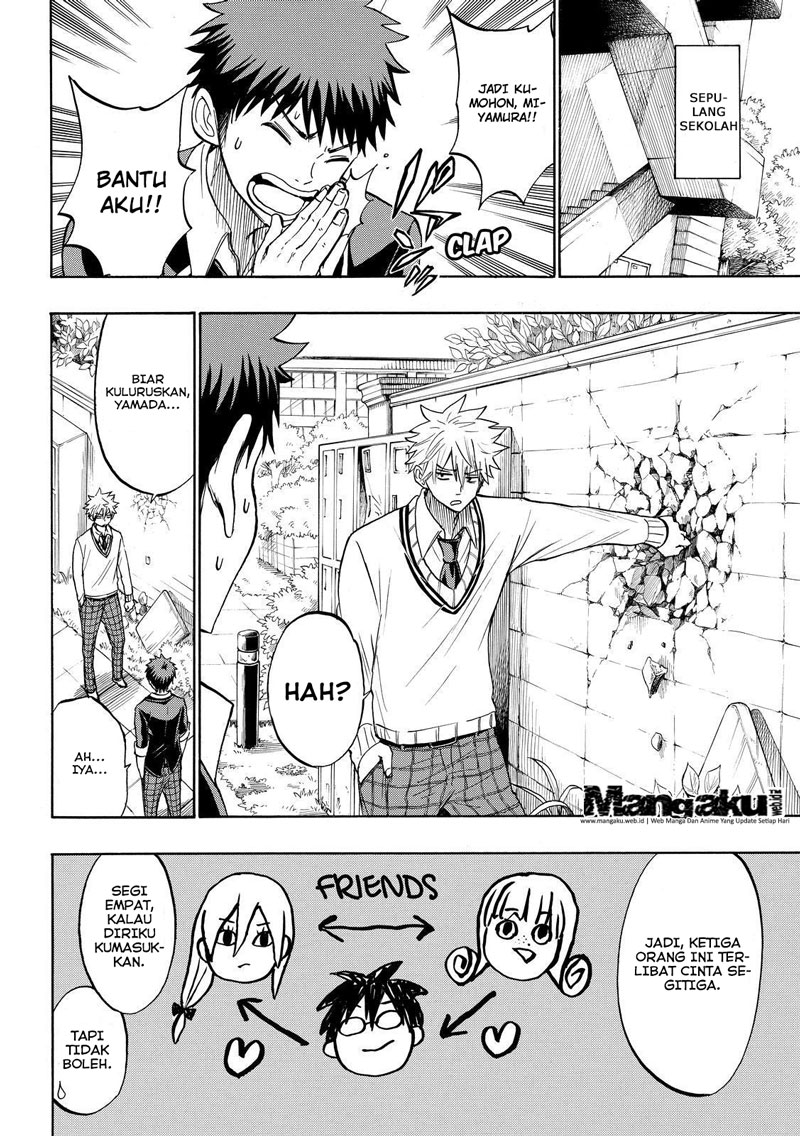 SEPU-
LANG
SEKOLAH
JADI KU-
MOHON, MI-
YAMURA!!
BANTU
AKU!!
CLAP
HAH?
BIAR
KULURUSKAN,
YAMADA...
AH...
IYA...
Mangaku
web.id
www.mangaku.web.id | Web Manga Dan Anime Yang Update Setiap Hari
JADI, KETIGA
ORANG INI TER-
LIBAT CINTA SE-
GITIGA.
FRIENDS
SEGI
EMPAT,
KALAU
DIRIKU
KUMASUK-
KAN.
TAPI
TIDAK
BOLEH.